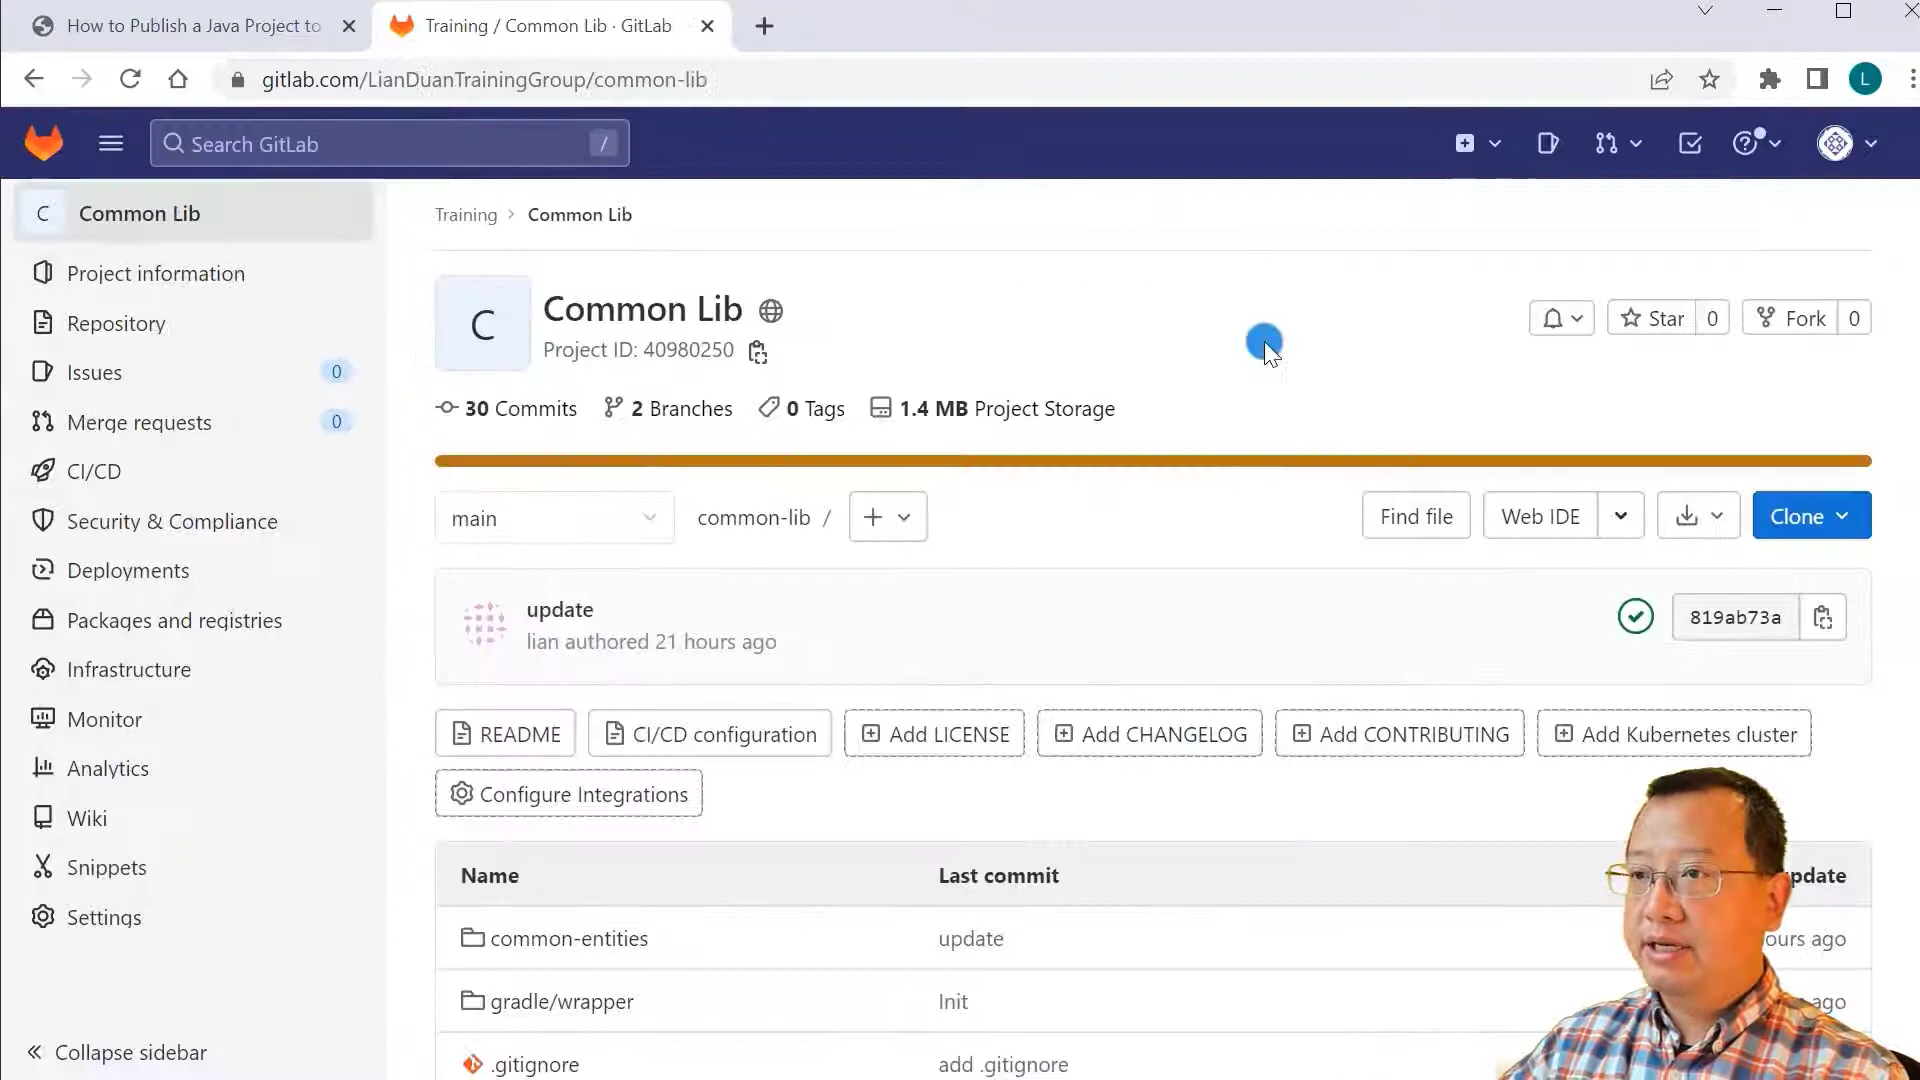 How to Publish a Java Project to
Training / Common Lib · GitLab
gitlab.com/LianDuanTrainingGroup/common-lib
L
Search GitLab
/
C Common Lib
Project information
Repository
Issues 0
Merge requests 0
CI/CD
Security & Compliance
Deployments
Packages and registries
Infrastructure
Monitor
Analytics
Wiki
Snippets
Settings
Collapse sidebar
Training > Common Lib
C
Common Lib
Project ID: 40980250
Star 0
Fork 0
30 Commits 2 Branches 0 Tags 1.4 MB Project Storage
main common-lib / +
Find file Web IDE Clone
update
lian authored 21 hours ago
819ab73a
README CI/CD configuration Add LICENSE Add CHANGELOG Add CONTRIBUTING Add Kubernetes cluster
Configure Integrations
Name Last commit
common-entities update ago
gradle/wrapper Init ago
.gitignore add .gitignore